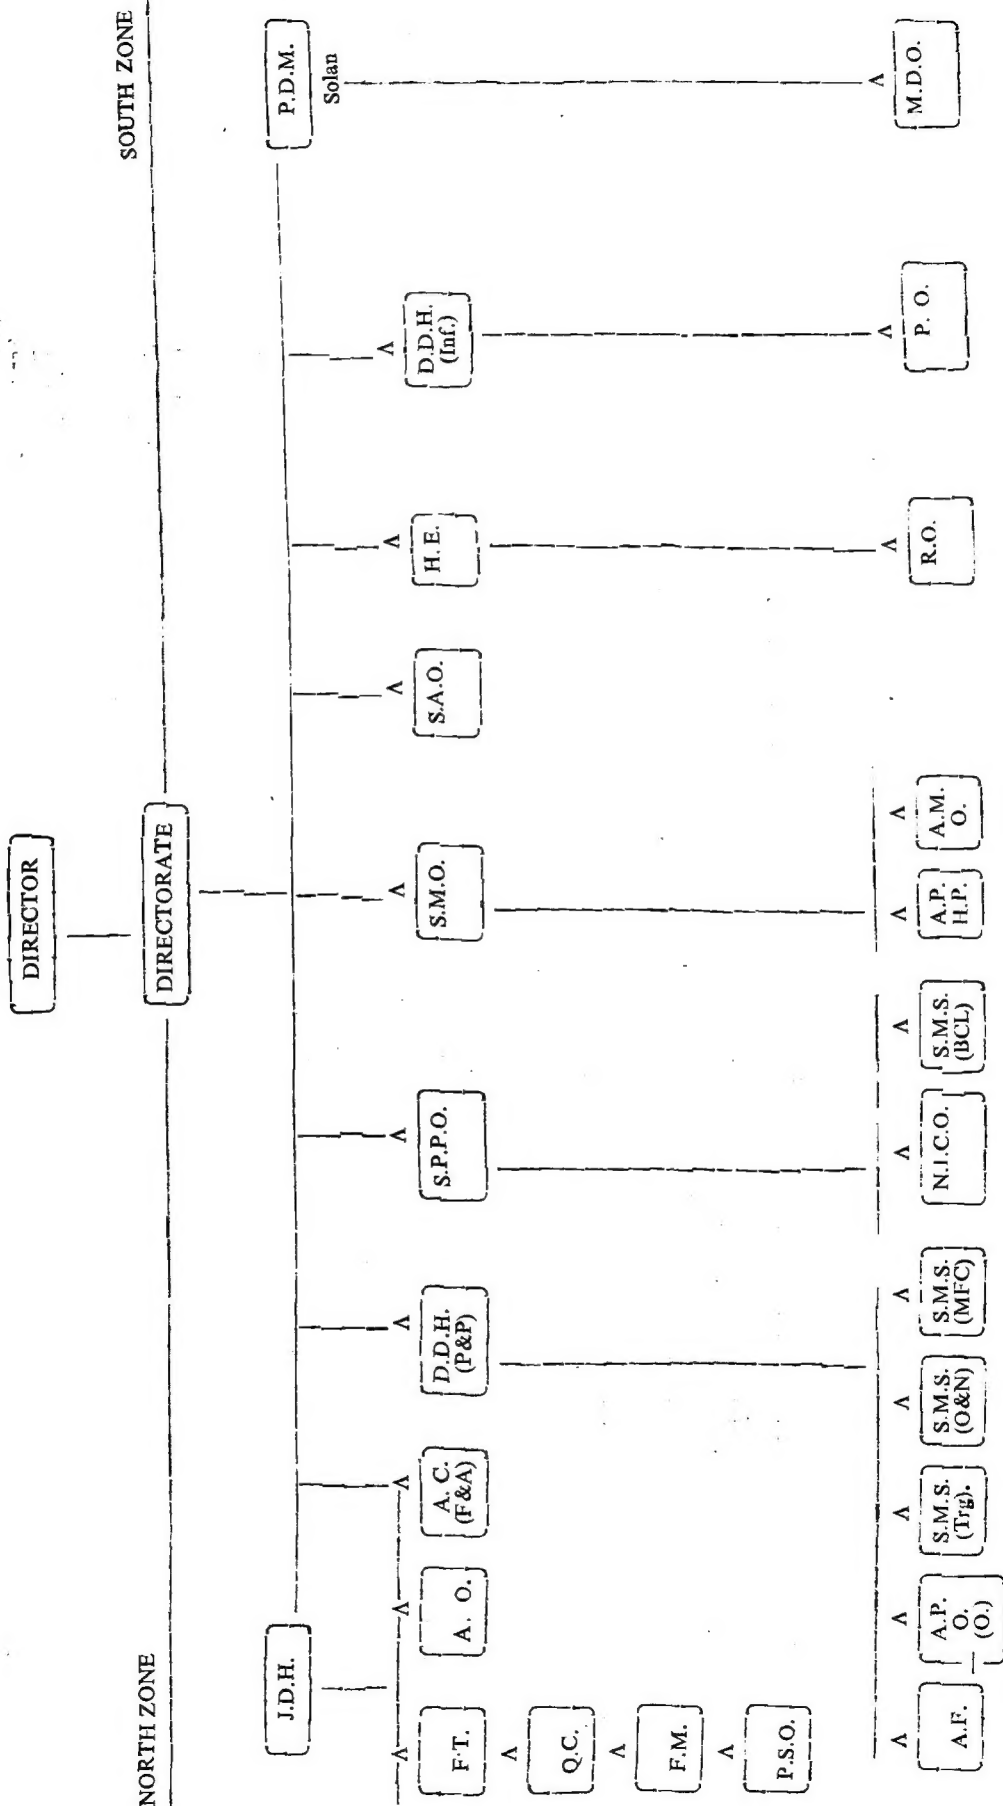 DIRECTOR
NORTH ZONE
DIRECTORATE
SOUTH ZONE
J.D.H.
P.D.M.
Solan
F.T.
A. O.
A. C.
(F&A)
D.D.H.
(P&P)
S.P.P.O.
S.M.O.
S.A.O.
H.E.
D.D.H.
(Inf.)
Q.C.
F.M.
P.S.O.
A.F.
A.P.
O.
(O.)
S.M.S.
(Trg).
S.M.S.
(O&N)
S.M.S.
(MFC)
N.I.C.O.
S.M.S.
(BCL)
A.P.
H.P.
A.M.
O.
R.O.
P. O.
M.D.O.